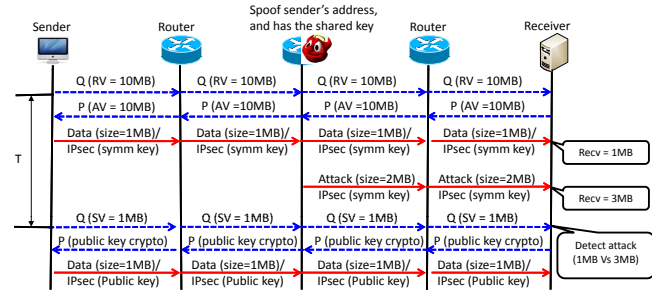 Spoof sender's address,
and has the shared key
Sender Router Router Receiver
Q (RV = 10MB) Q (RV = 10MB) Q (RV = 10MB) Q (RV = 10MB)
P (AV =10MB) P (AV =10MB) P (AV=10MB) P (AV=10MB)
Data (size=1MB)/ Data (size=1MB)/ Data (size=1MB)/ Data (size=1MB)/
IPsec (symm key) IPsec (symm key) IPsec (symm key) IPsec (symm key)
Recv = 1MB
T
Attack (size=2MB) Attack (size=2MB)
IPsec (symm key) IPsec (symm key)
Recv = 3MB
Q (SV = 1MB) Q (SV = 1MB) Q (SV = 1MB) Q (SV = 1MB)
P (public key crypto) P (public key crypto) P (public key crypto) P (public key crypto)
Detect attack
(1MB Vs 3MB)
Data (size=1MB)/ Data (size=1MB)/ Data (size=1MB)/ Data (size=1MB)/
IPsec (Public key) IPsec (Public key) IPsec (Public key) IPsec (Public key)